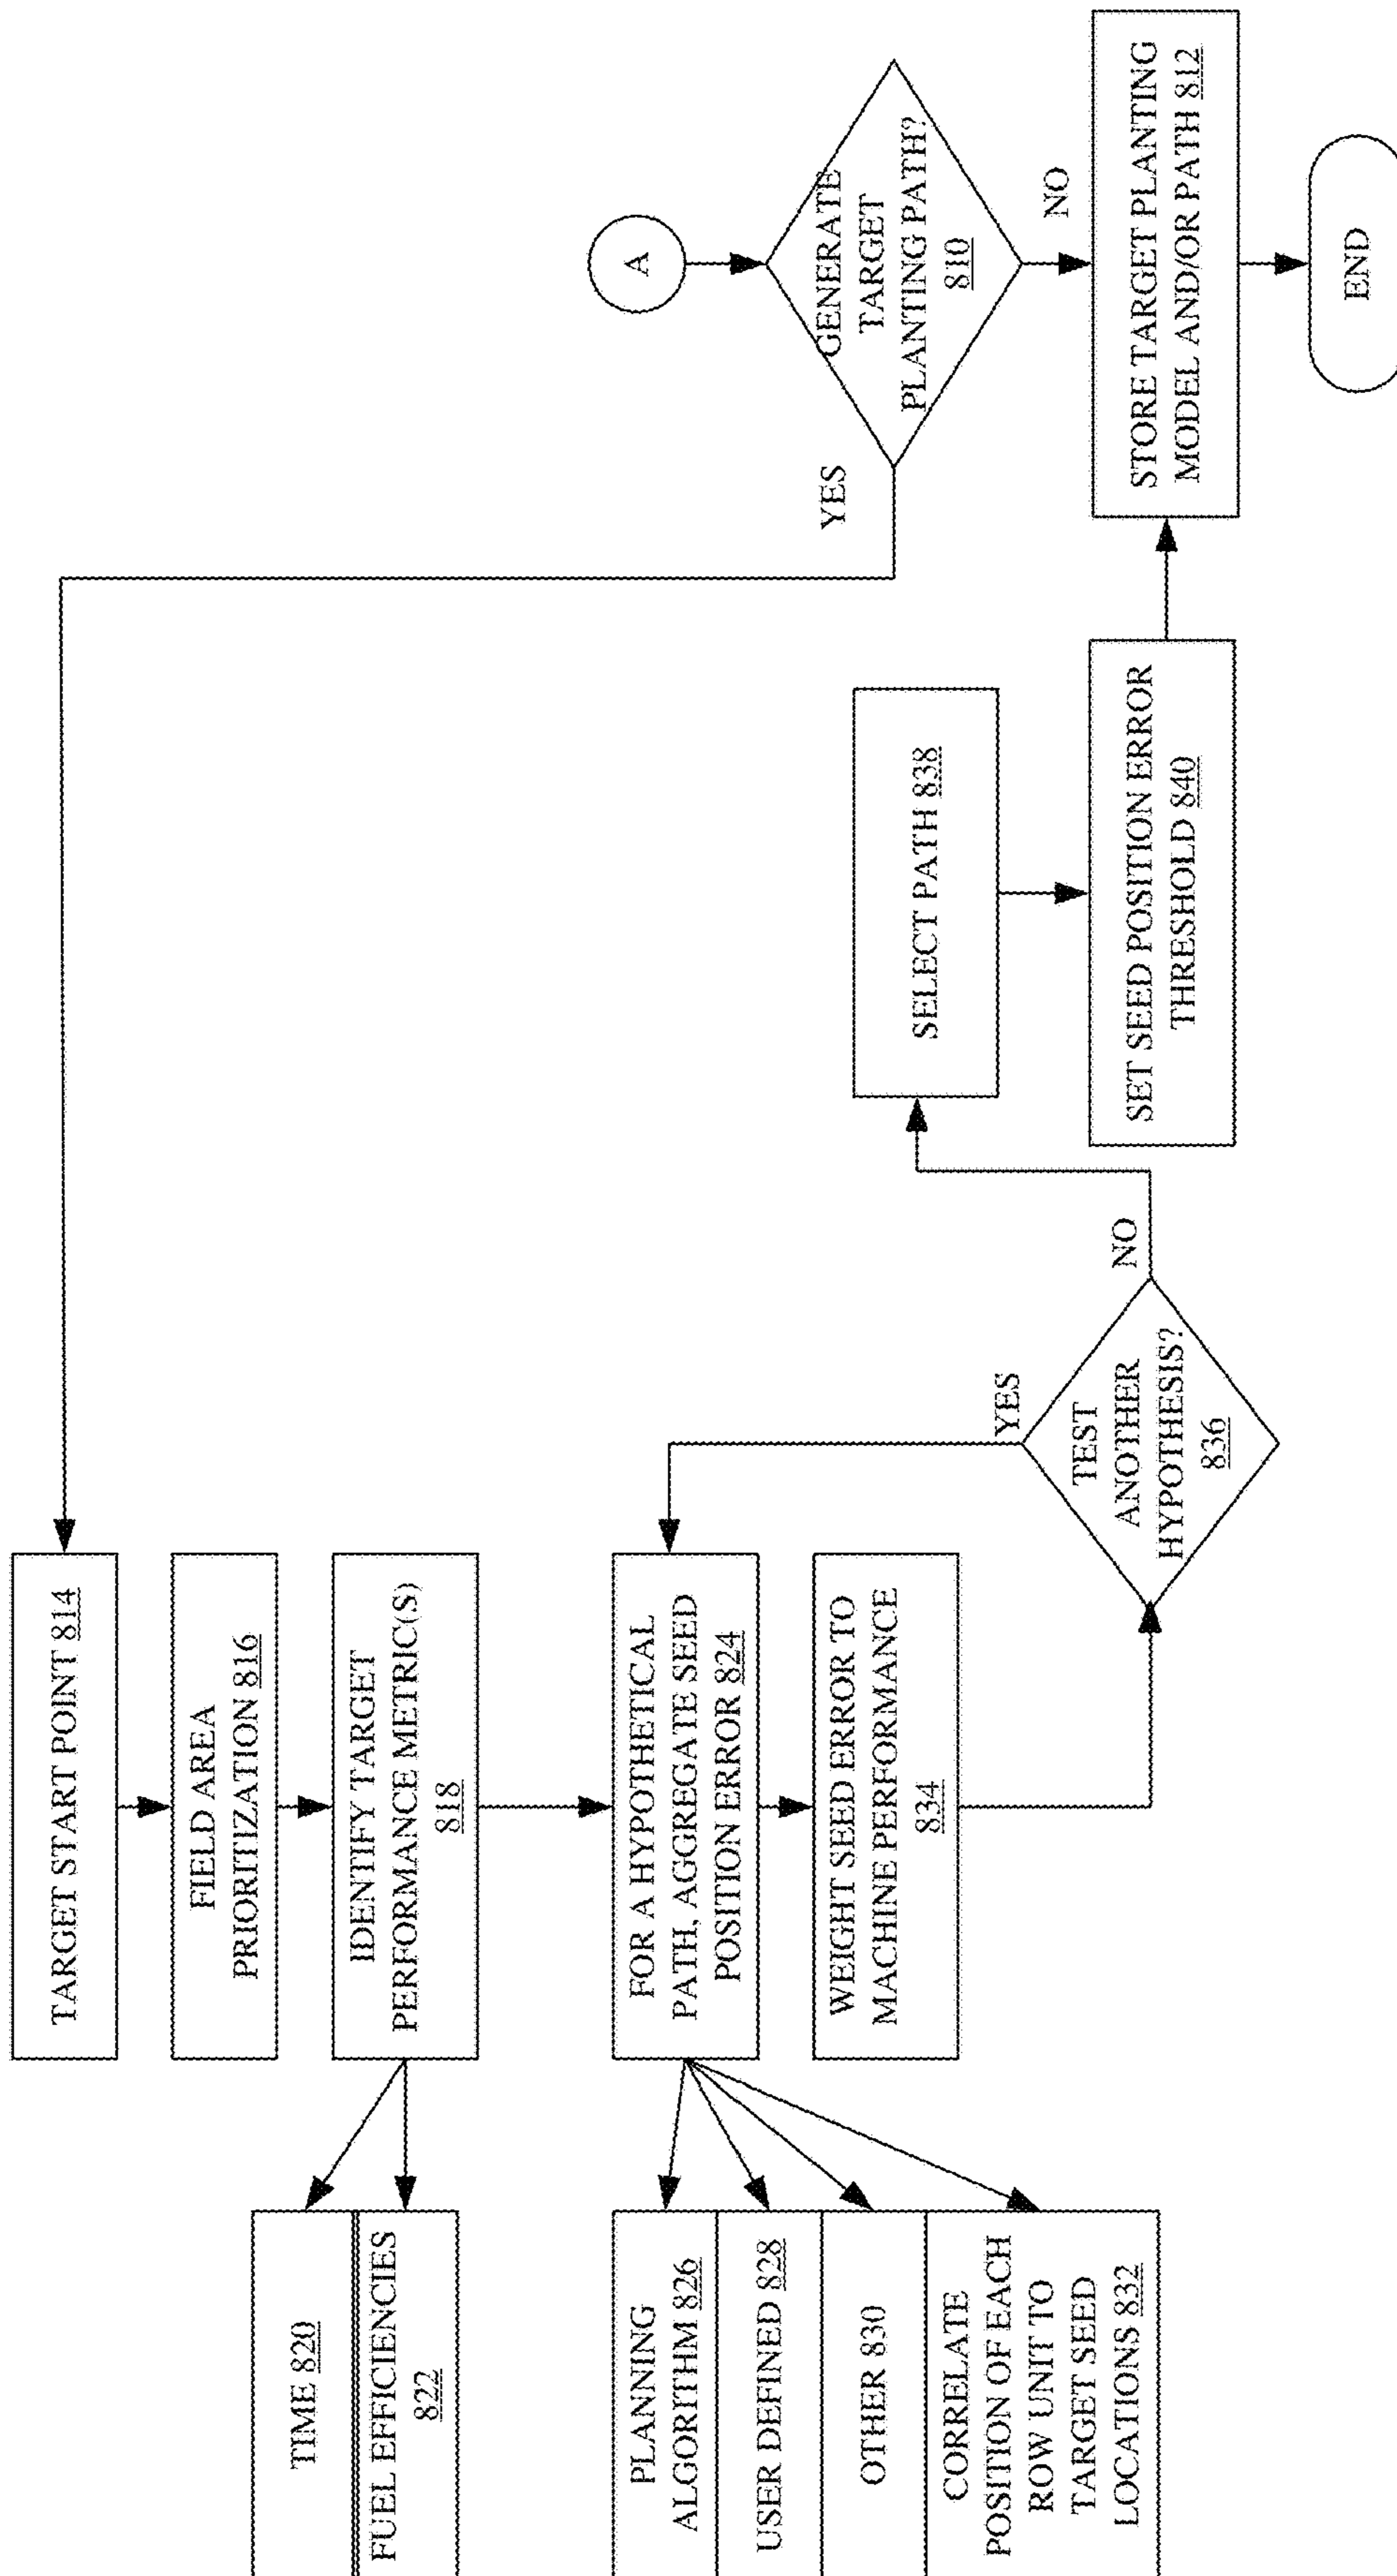 A
GENERATE
TARGET
PLANTING PATH?
810
YES
NO
STORE TARGET PLANTING
MODEL AND/OR PATH 812
END
TARGET START POINT 814
FIELD AREA
PRIORITIZATION 816
IDENTIFY TARGET
PERFORMANCE METRIC(S)
818
TIME 820
FUEL EFFICIENCIES
822
FOR A HYPOTHETICAL
PATH, AGGREGATE SEED
POSITION ERROR 824
PLANNING
ALGORITHM 826
USER DEFINED 828
OTHER 830
CORRELATE
POSITION OF EACH
ROW UNIT TO
TARGET SEED
LOCATIONS 832
WEIGHT SEED ERROR TO
MACHINE PERFORMANCE
834
TEST
ANOTHER
HYPOTHESIS?
836
YES
NO
SELECT PATH 838
SET SEED POSITION ERROR
THRESHOLD 840